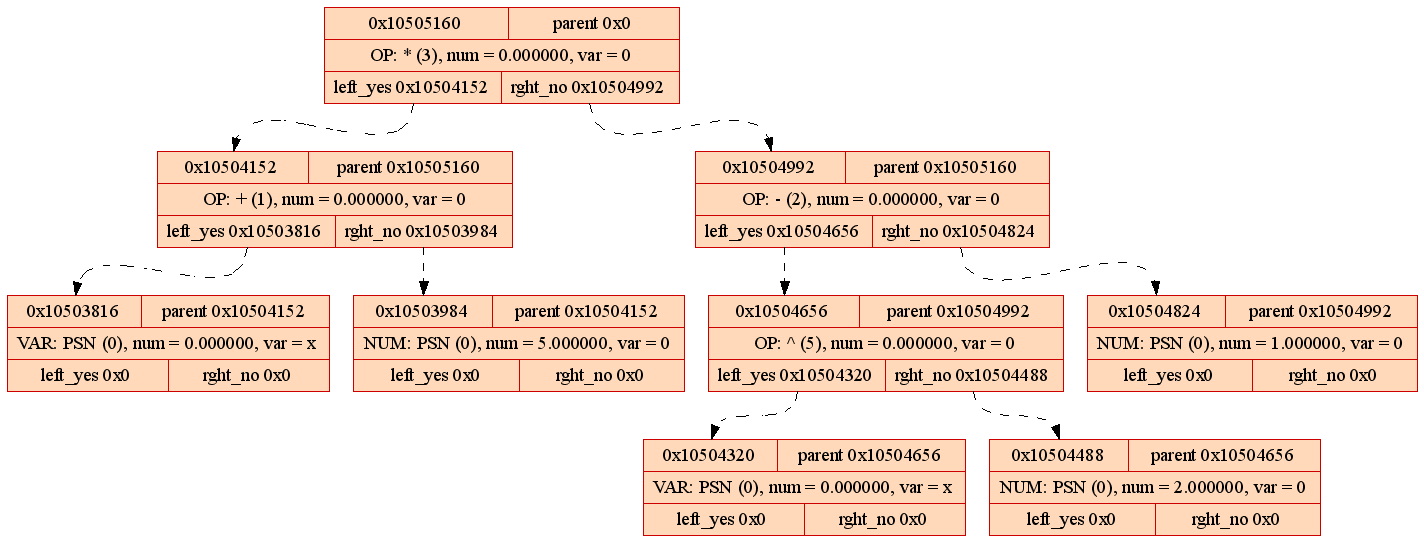 0x10505160 parent 0x0
OP: * (3), num = 0.000000, var = 0
left_yes 0x10504152 rght_no 0x10504992
0x10504152 parent 0x10505160
OP: + (1), num = 0.000000, var = 0
left_yes 0x10503816 rght_no 0x10503984
0x10504992 parent 0x10505160
OP: - (2), num = 0.000000, var = 0
left_yes 0x10504656 rght_no 0x10504824
0x10503816 parent 0x10504152
VAR: PSN (0), num = 0.000000, var = x
left_yes 0x0 rght_no 0x0
0x10503984 parent 0x10504152
NUM: PSN (0), num = 5.000000, var = 0
left_yes 0x0 rght_no 0x0
0x10504656 parent 0x10504992
OP: ^ (5), num = 0.000000, var = 0
left_yes 0x10504320 rght_no 0x10504488
0x10504824 parent 0x10504992
NUM: PSN (0), num = 1.000000, var = 0
left_yes 0x0 rght_no 0x0
0x10504320 parent 0x10504656
VAR: PSN (0), num = 0.000000, var = x
left_yes 0x0 rght_no 0x0
0x10504488 parent 0x10504656
NUM: PSN (0), num = 2.000000, var = 0
left_yes 0x0 rght_no 0x0